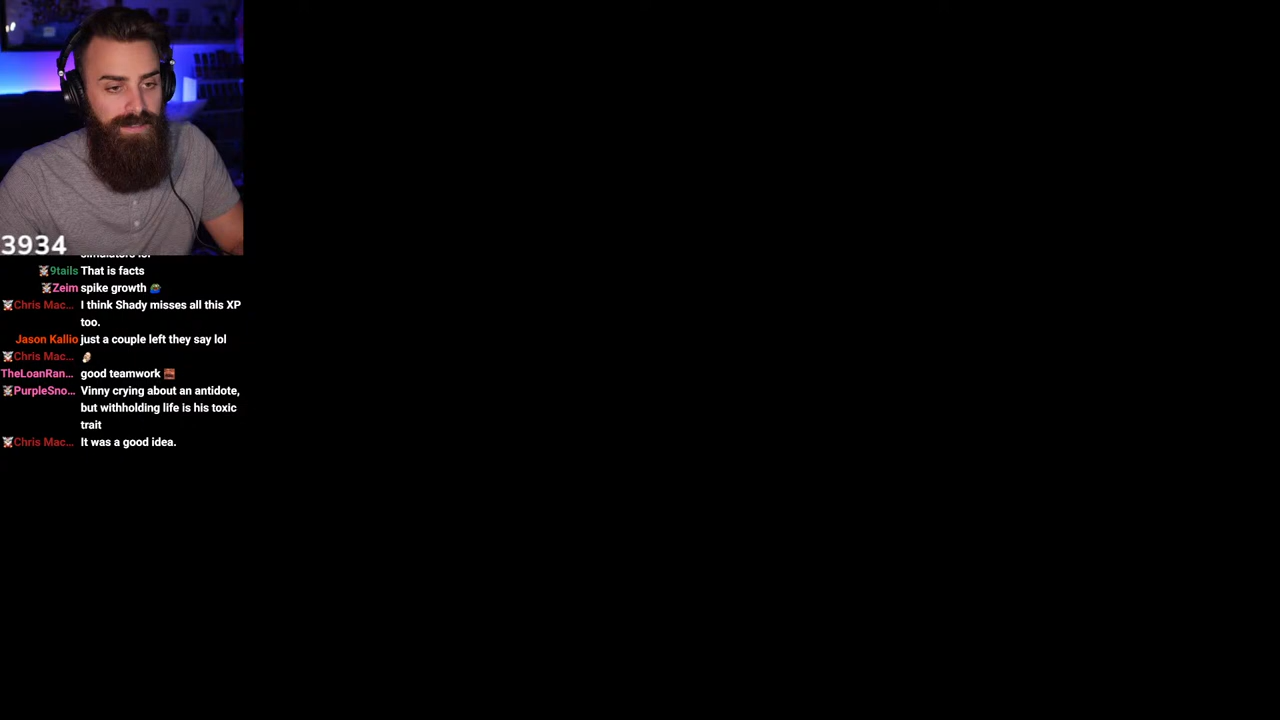 3934
simulators lol
9tails That is facts
Zeim spike growth
Chris Mac... I think Shady misses all this XP
too.
Jason Kallio just a couple left they say lol
Chris Mac...
TheLoanRan... good teamwork
PurpleSno... Vinny crying about an antidote,
but withholding life is his toxic
trait
Chris Mac... It was a good idea.